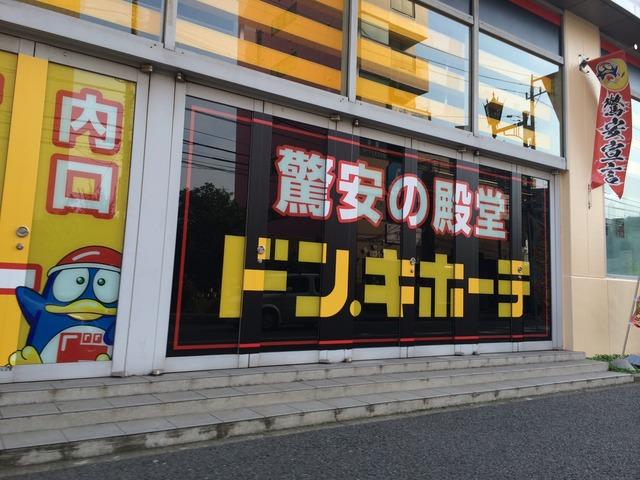 内
口
驚安の殿堂
ドン.キホーテ
驚安宣言